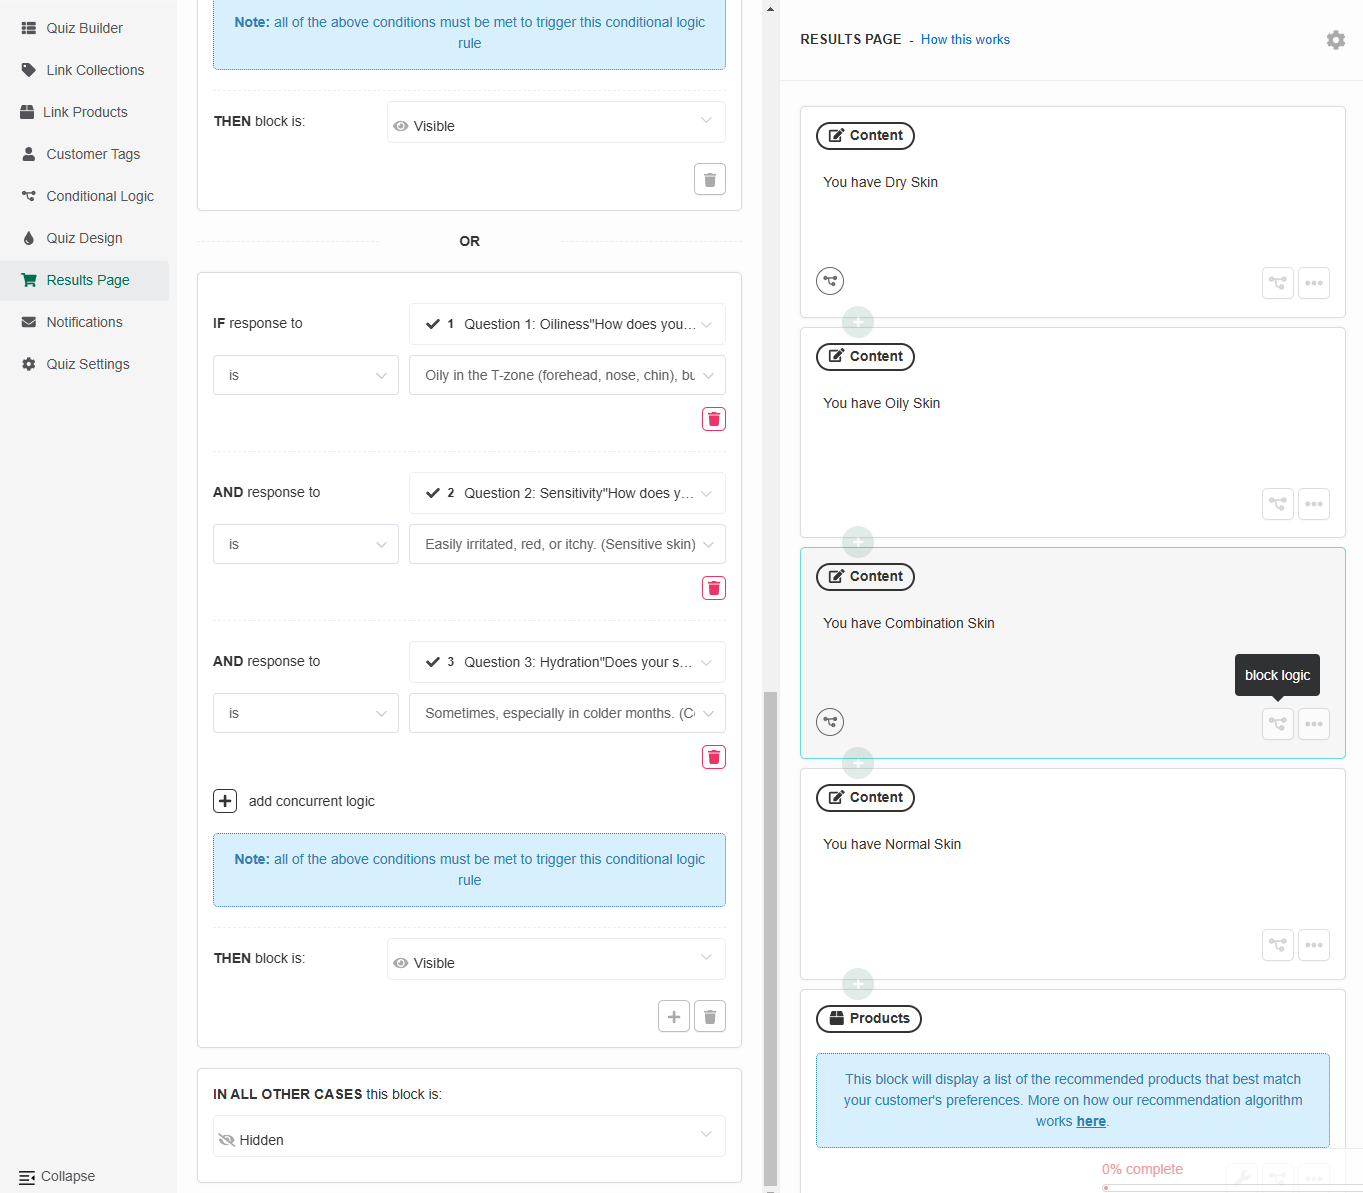 Quiz Builder
Link Collections
Link Products
Customer Tags
Conditional Logic
Quiz Design
Results Page
Notifications
Quiz Settings
Collapse
Note: all of the above conditions must be met to trigger this conditional logic
rule
THEN block is:
Visible
OR
IF response to
1 Question 1: Oiliness"How does you...
is
Oily in the T-zone (forehead, nose, chin), bu
AND response to
2 Question 2: Sensitivity"How does y...
is
Easily irritated, red, or itchy. (Sensitive skin)
AND response to
3 Question 3: Hydration"Does your s...
is
Sometimes, especially in colder months. (Co
add concurrent logic
Note: all of the above conditions must be met to trigger this conditional logic
rule
THEN block is:
Visible
IN ALL OTHER CASES this block is:
Hidden
RESULTS PAGE - How this works
Content
You have Dry Skin
Content
You have Oily Skin
Content
You have Combination Skin
block logic
Content
You have Normal Skin
Products
This block will display a list of the recommended products that best match
your customer's preferences. More on how our recommendation algorithm
works here.
0% complete